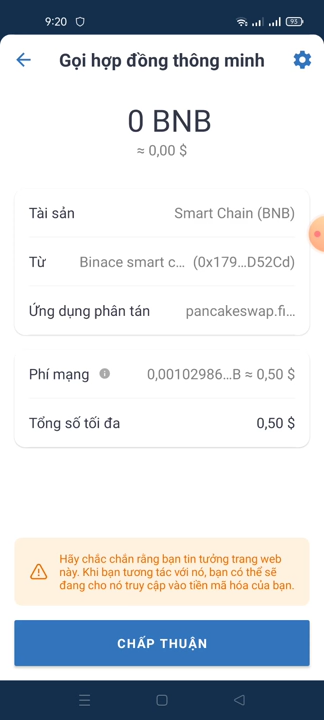 9:20
93
Gọi hợp đồng thông minh
0 BNB
≈ 0,00 $
Tài sản Smart Chain (BNB)
Từ Binace smart c... (0x179...D52Cd)
Ứng dụng phân tán pancakeswap.fi...
Phí mạng 0,00102986...B ≈ 0,50 $
Tổng số tối đa 0,50 $
Hãy chắc chắn rằng bạn tin tưởng trang web
này. Khi bạn tương tác với nó, bạn có thể sẽ
đang cho nó truy cập vào tiền mã hóa của bạn.
CHẤP THUẬN